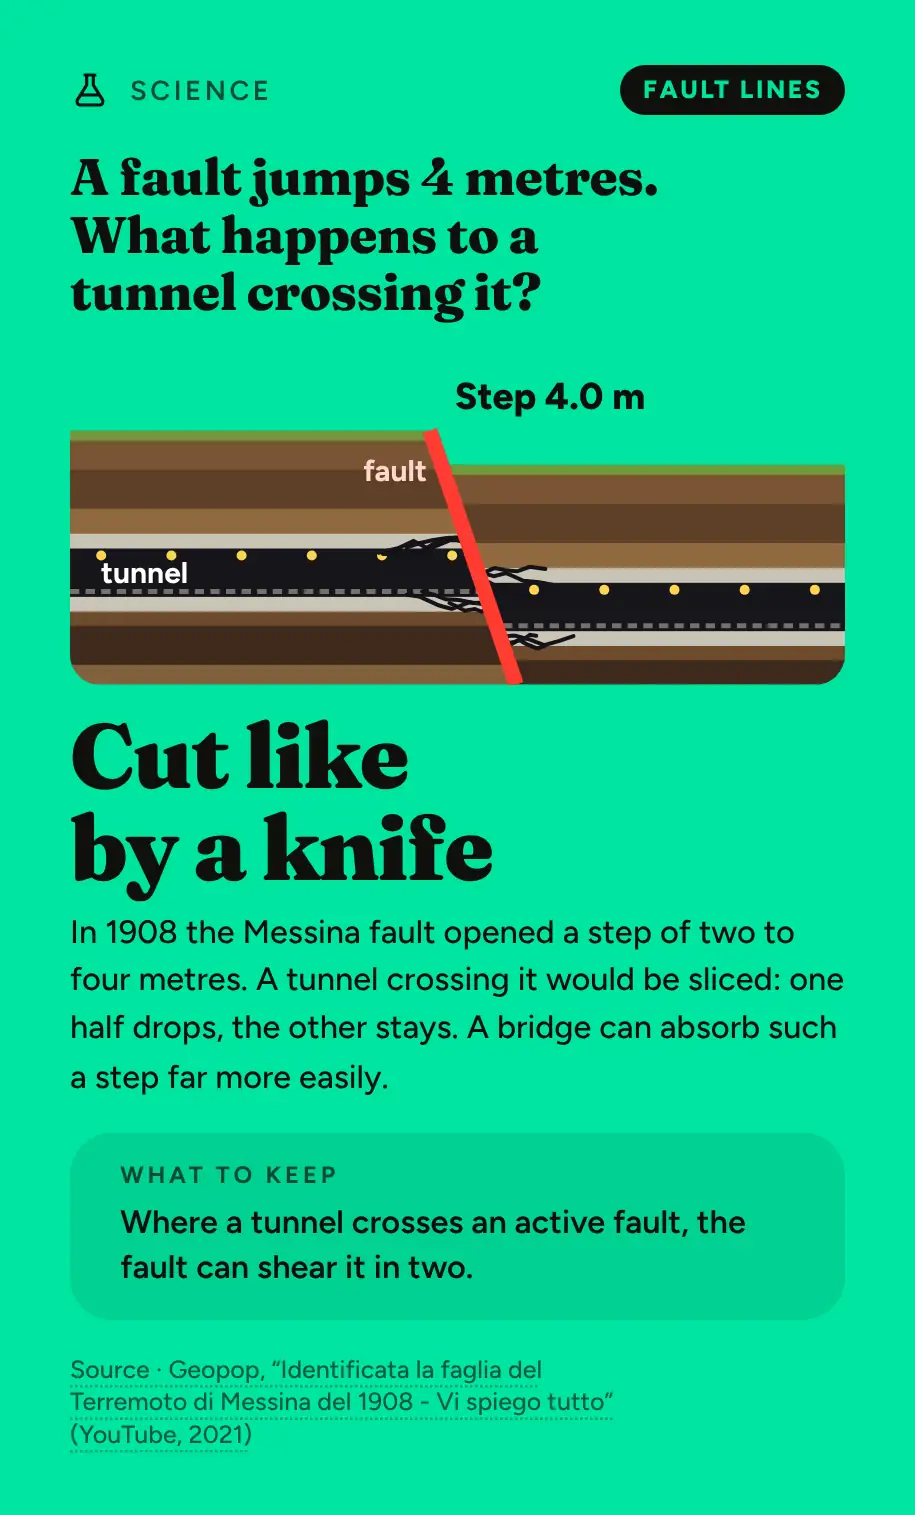 SCIENCE
FAULT LINES
A fault jumps 4 metres.
What happens to a
tunnel crossing it?
Step 4.0 m
fault
tunnel
Cut like
by a knife
In 1908 the Messina fault opened a step of two to
four metres. A tunnel crossing it would be sliced: one
half drops, the other stays. A bridge can absorb such
a step far more easily.
WHAT TO KEEP
Where a tunnel crosses an active fault, the
fault can shear it in two.
Source · Geopop, “Identificata la faglia del
Terremoto di Messina del 1908 - Vi spiego tutto”
(YouTube, 2021)